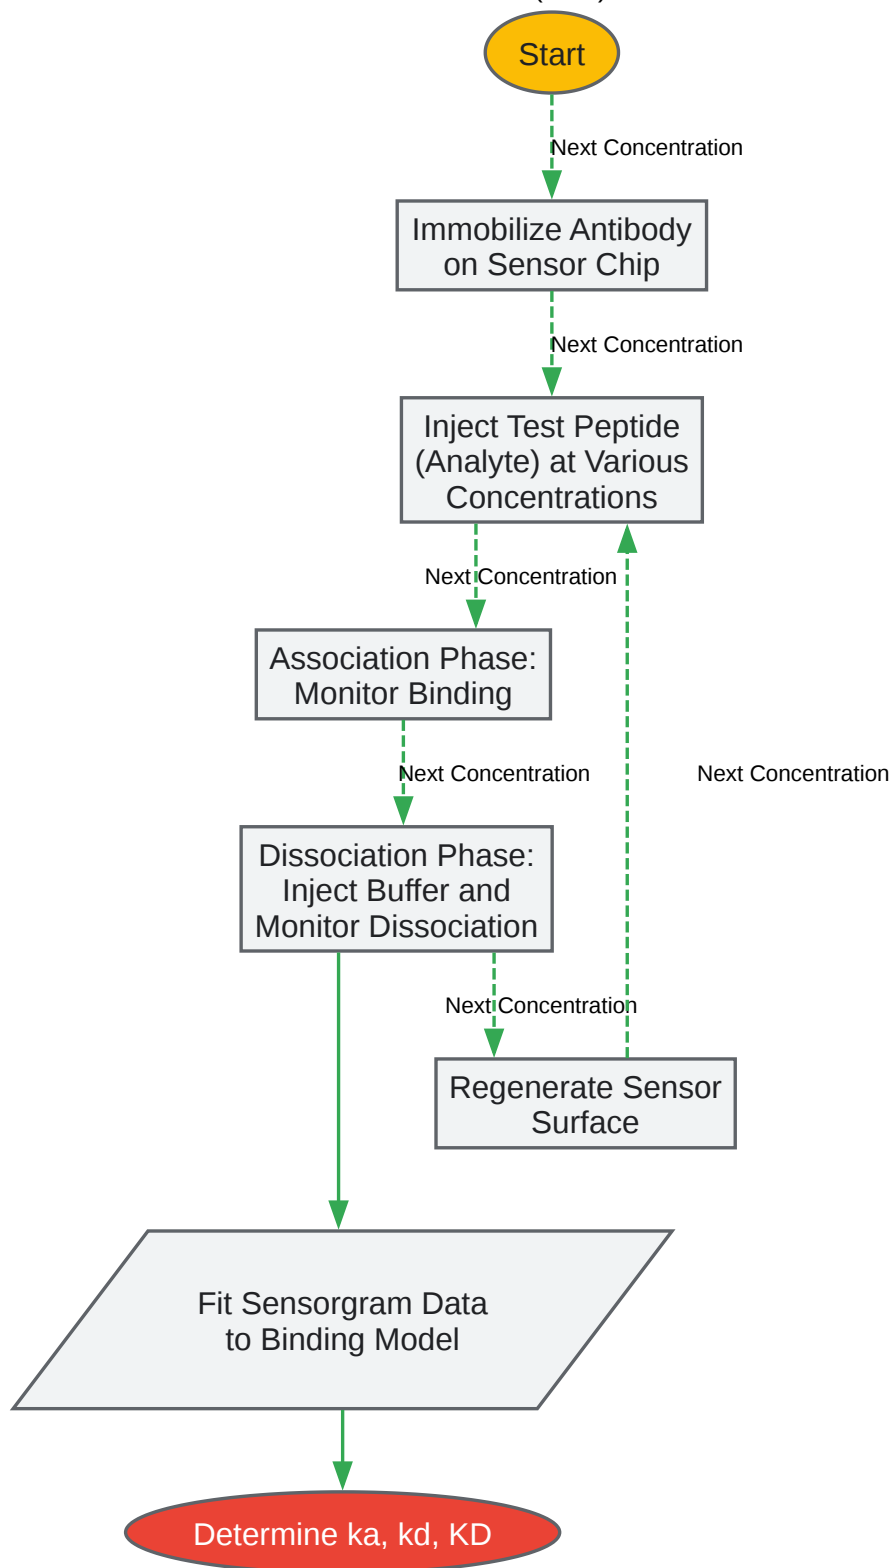 Start
Next Concentration
Immobilize Antibody
on Sensor Chip
Next Concentration
Inject Test Peptide
(Analyte) at Various
Concentrations
Next Concentration
Association Phase:
Monitor Binding
Next Concentration
Next Concentration
Dissociation Phase:
Inject Buffer and
Monitor Dissociation
Next Concentration
Regenerate Sensor
Surface
Fit Sensorgram Data
to Binding Model
Determine ka, kd, KD